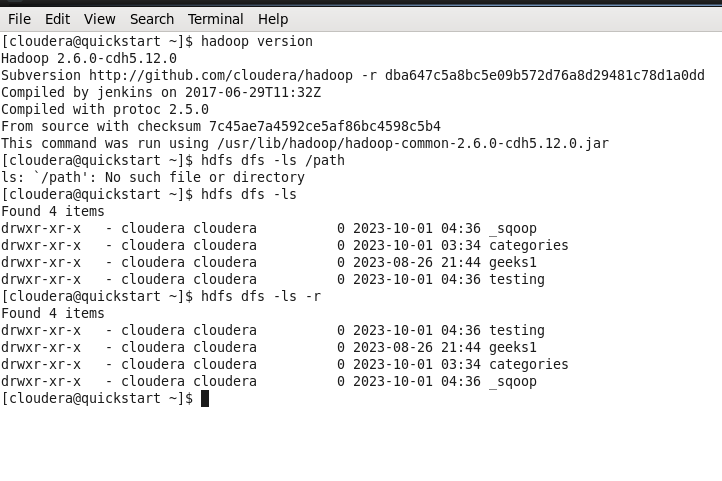 File Edit View Search Terminal Help
[cloudera@quickstart ~]$ hadoop version
Hadoop 2.6.0-cdh5.12.0
Subversion http://github.com/cloudera/hadoop -r dba647c5a8bc5e09b572d76a8d29481c78d1a0dd
Compiled by jenkins on 2017-06-29T11:32Z
Compiled with protoc 2.5.0
From source with checksum 7c45ae7a4592ce5af86bc4598c5b4
This command was run using /usr/lib/hadoop/hadoop-common-2.6.0-cdh5.12.0.jar
[cloudera@quickstart ~]$ hdfs dfs -ls /path
ls: `/path': No such file or directory
[cloudera@quickstart ~]$ hdfs dfs -ls
Found 4 items
drwxr-xr-x   - cloudera cloudera          0 2023-10-01 04:36 _sqoop
drwxr-xr-x   - cloudera cloudera          0 2023-10-01 03:34 categories
drwxr-xr-x   - cloudera cloudera          0 2023-08-26 21:44 geeks1
drwxr-xr-x   - cloudera cloudera          0 2023-10-01 04:36 testing
[cloudera@quickstart ~]$ hdfs dfs -ls -r
Found 4 items
drwxr-xr-x   - cloudera cloudera          0 2023-10-01 04:36 testing
drwxr-xr-x   - cloudera cloudera          0 2023-08-26 21:44 geeks1
drwxr-xr-x   - cloudera cloudera          0 2023-10-01 03:34 categories
drwxr-xr-x   - cloudera cloudera          0 2023-10-01 04:36 _sqoop
[cloudera@quickstart ~]$